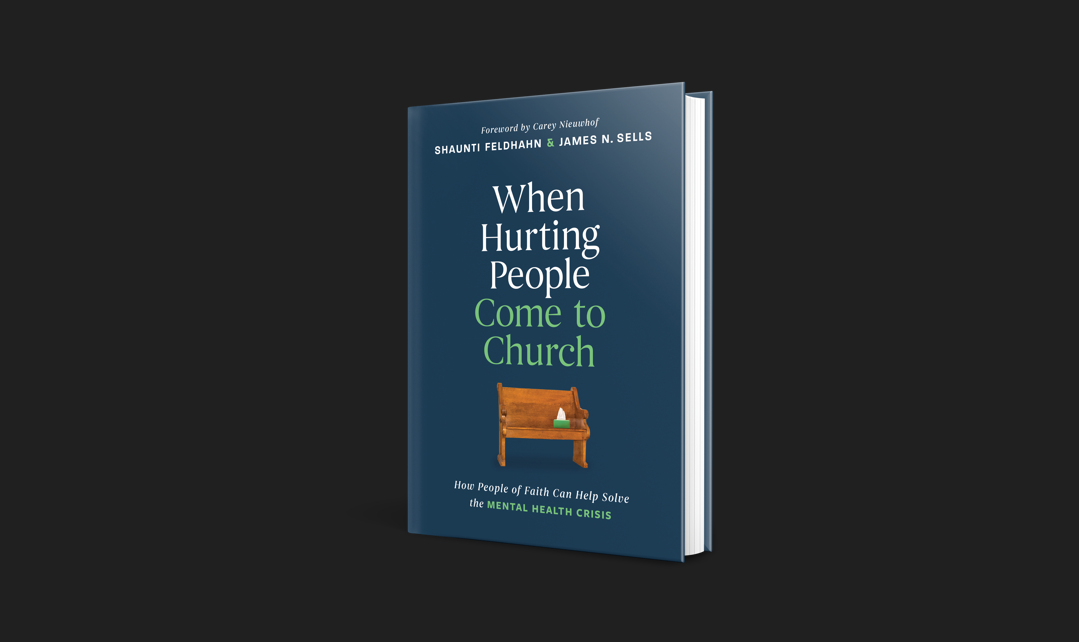 Foreword by Carey Nieuwhof
SHAUNTI FELDHAHN & JAMES N. SELLS
When
Hurting
People
Come to
Church
How People of Faith Can Help Solve
the MENTAL HEALTH CRISIS